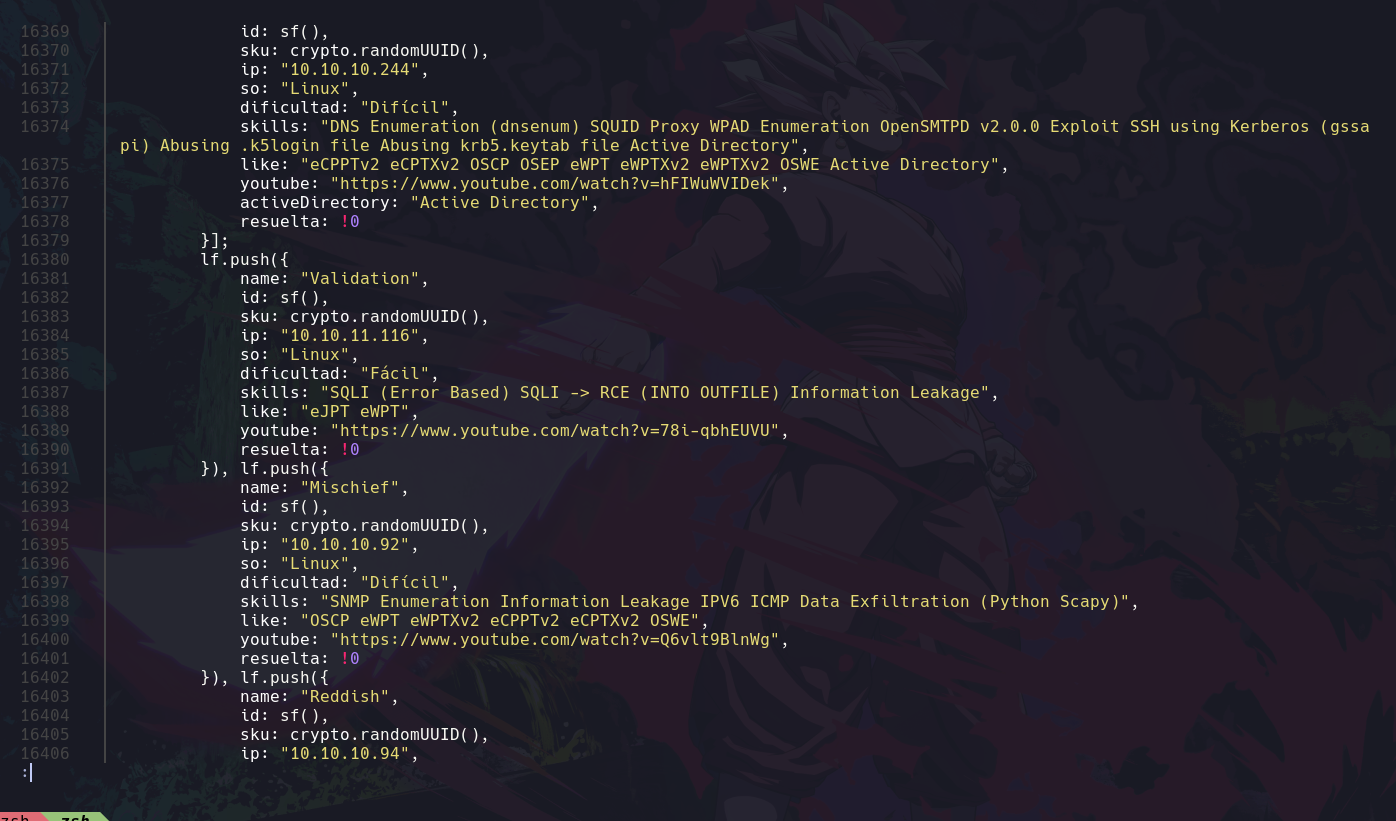 16369 id: sf(),
16370 sku: crypto.randomUUID(),
16371 ip: "10.10.10.244",
16372 so: "Linux",
16373 dificultad: "Difícil",
16374 skills: "DNS Enumeration (dnsenum) SQUID Proxy WPAD Enumeration OpenSMTPD v2.0.0 Exploit SSH using Kerberos (gssa
pi) Abusing .k5login file Abusing krb5.keytab file Active Directory",
16375 like: "eCPPTv2 eCPTXv2 OSCP OSEP eWPT eWPTXv2 eWPTXv2 OSWE Active Directory",
16376 youtube: "https://www.youtube.com/watch?v=hFIWuWVIDek",
16377 activeDirectory: "Active Directory",
16378 resuelta: !0
16379 }];
16380 lf.push({
16381 name: "Validation",
16382 id: sf(),
16383 sku: crypto.randomUUID(),
16384 ip: "10.10.11.116",
16385 so: "Linux",
16386 dificultad: "Fácil",
16387 skills: "SQLI (Error Based) SQLI -> RCE (INTO OUTFILE) Information Leakage",
16388 like: "eJPT eWPT",
16389 youtube: "https://www.youtube.com/watch?v=78i-qbhEUVU",
16390 resuelta: !0
16391 }), lf.push({
16392 name: "Mischief",
16393 id: sf(),
16394 sku: crypto.randomUUID(),
16395 ip: "10.10.10.92",
16396 so: "Linux",
16397 dificultad: "Difícil",
16398 skills: "SNMP Enumeration Information Leakage IPV6 ICMP Data Exfiltration (Python Scapy)",
16399 like: "OSCP eWPT eWPTXv2 eCPPTv2 eCPTXv2 OSWE",
16400 youtube: "https://www.youtube.com/watch?v=Q6vlt9BlnWg",
16401 resuelta: !0
16402 }), lf.push({
16403 name: "Reddish",
16404 id: sf(),
16405 sku: crypto.randomUUID(),
16406 ip: "10.10.10.94",
:
zsh zsh